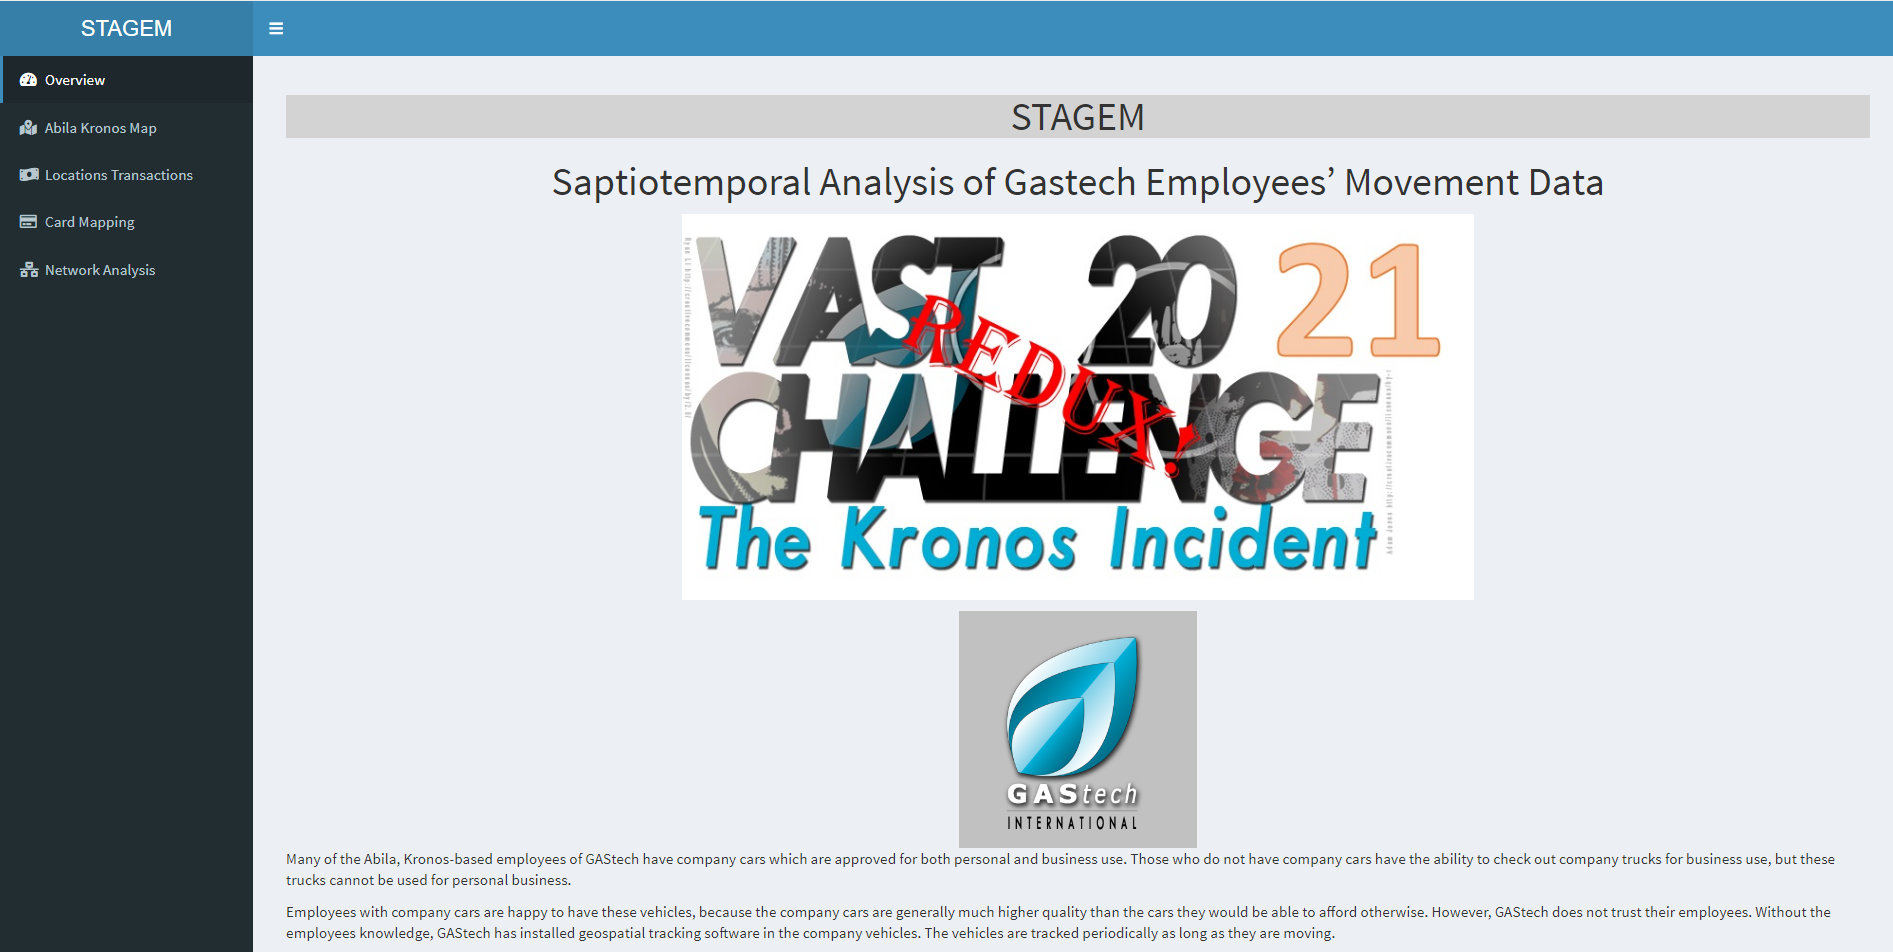 STAGEM
Overview
Abila Kronos Map
Locations Transactions
Card Mapping
Network Analysis
STAGEM
Saptiotemporal Analysis of Gastech Employees’ Movement Data
VAST 20 21
REDUX!
CHALLENGE
The Kronos Incident
GAStech
INTERNATIONAL
Many of the Abila, Kronos-based employees of GAStech have company cars which are approved for both personal and business use. Those who do not have company cars have the ability to check out company trucks for business use, but these
trucks cannot be used for personal business.
Employees with company cars are happy to have these vehicles, because the company cars are generally much higher quality than the cars they would be able to afford otherwise. However, GAStech does not trust their employees. Without the
employees knowledge, GAStech has installed geospatial tracking software in the company vehicles. The vehicles are tracked periodically as long as they are moving.